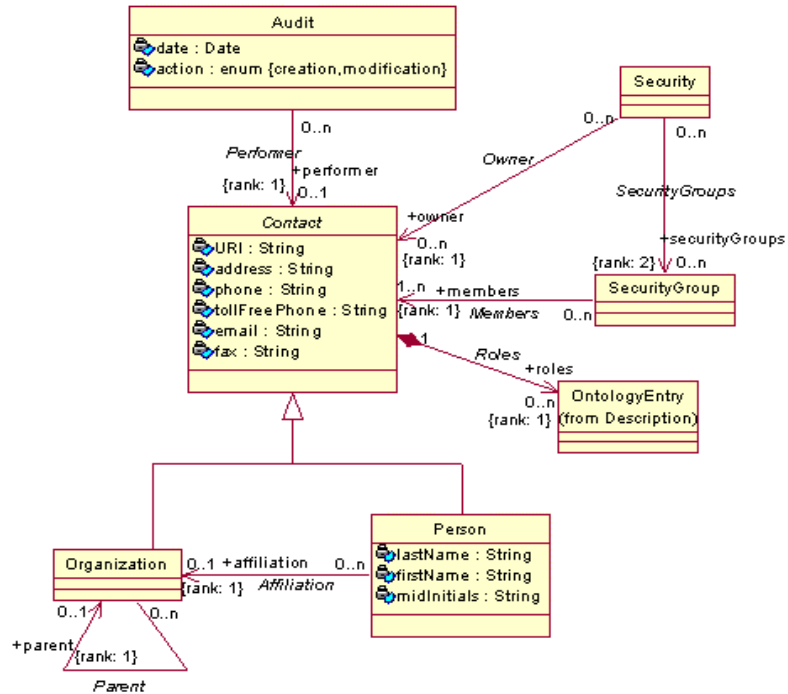 Audit
date : Date
action : enum {creation,modification}
Security
0..n
0..n
0..n
Performer
+performer
{rank: 1}
0..1
Owner
SecurityGroups
+owner
0..n
{rank: 1}
+securityGroups
{rank: 2}
0..n
Contact
URI : String
address : String
phone : String
tollFreePhone : String
email : String
fax : String
SecurityGroup
1..n
+members
{rank: 1}
Members
0..n
1
Roles
+roles
0..n
{rank: 1}
OntologyEntry
(from Description)
Person
lastName : String
firstName : String
midInitials : String
Organization
0..1
+affiliation
0..n
{rank: 1}
Affiliation
0..1
0..n
+parent
{rank: 1}
Parent